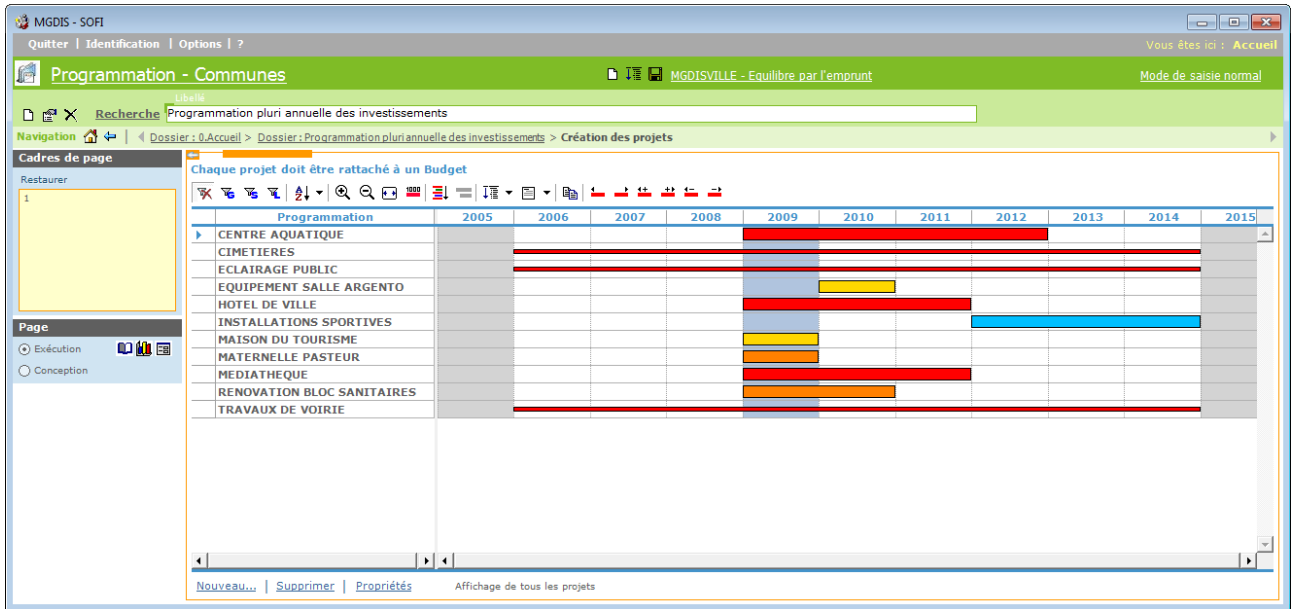 MGDIS - SOFI
Quitter | Identification | Options | ?
Vous êtes ici : Accueil
Programmation - Communes
MGDISVILLE - Equilibre par l'emprunt
Mode de saisie normal
Libellé
Recherche Programmation pluri annuelle des investissements
Navigation Dossier : 0.Accueil > Dossier : Programmation pluri annuelle des investissements > Création des projets
Cadres de page
Restaurer
1
Page
Exécution
Conception
Chaque projet doit être rattaché à un Budget
Programmation 2005 2006 2007 2008 2009 2010 2011 2012 2013 2014 2015
CENTRE AQUATIQUE
CIMETIERES
ECLAIRAGE PUBLIC
EQUIPEMENT SALLE ARGENTO
HOTEL DE VILLE
INSTALLATIONS SPORTIVES
MAISON DU TOURISME
MATERNELLE PASTEUR
MEDIATHEQUE
RENOVATION BLOC SANITAIRES
TRAVAUX DE VOIRIE
Nouveau... | Supprimer | Propriétés Affichage de tous les projets